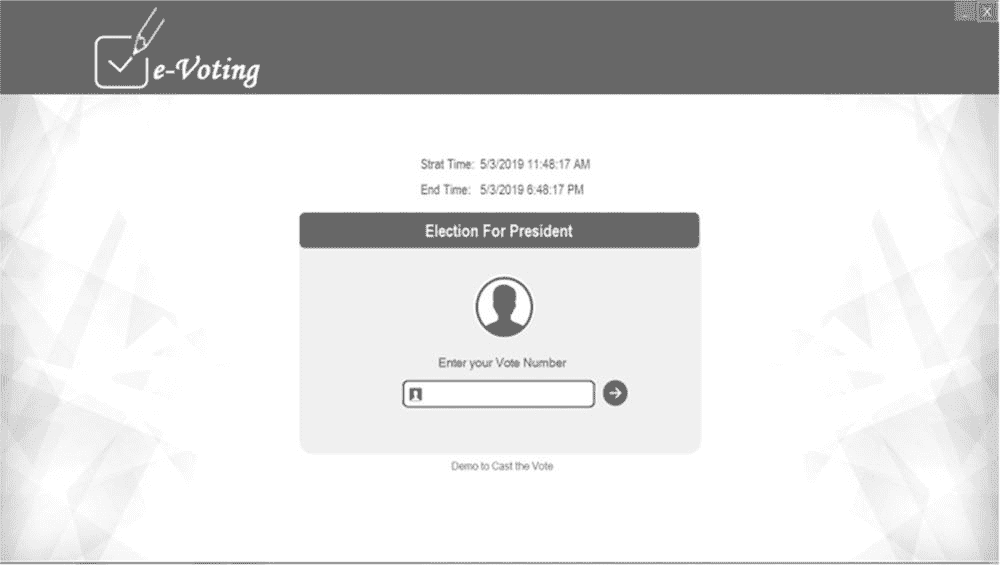 e-Voting
X
Strat Time: 5/3/2019 11:48:17 AM
End Time: 5/3/2019 6:48:17 PM
Election For President
Enter your Vote Number
Demo to Cast the Vote